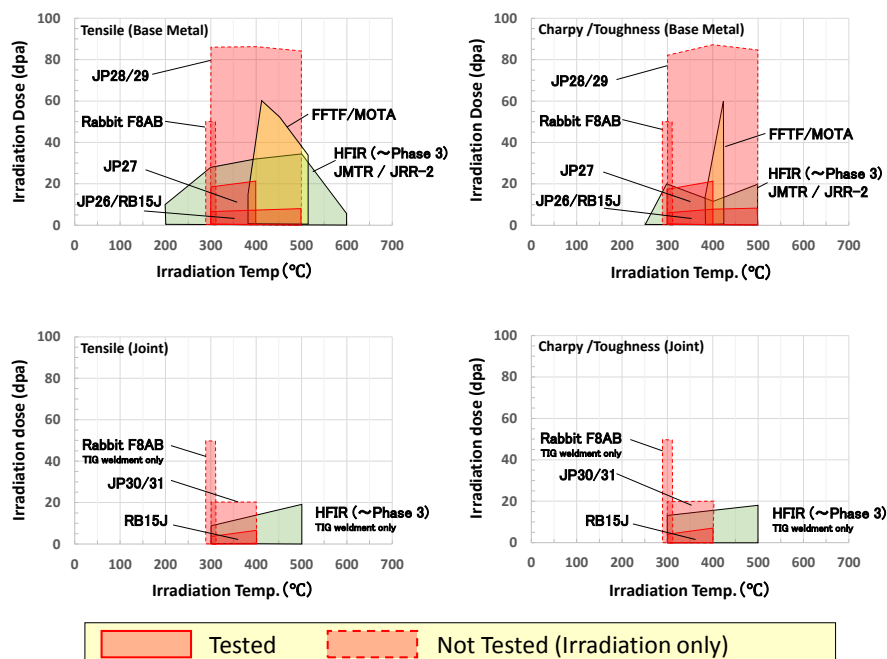 Tensile (Base Metal)
Irradiation Dose (dpa)
100
80
60
40
20
0
JP28/29
Rabbit F8AB
FFTF/MOTA
JP27
HFIR (～Phase 3)
JMTR / JRR-2
JP26/RB15J
0 100 200 300 400 500 600 700
Irradiation Temp(℃)
Charpy /Toughness (Base Metal)
Irradiation Dose (dpa)
100
80
60
40
20
0
JP28/29
Rabbit F8AB
FFTF/MOTA
JP27
HFIR (～Phase 3)
JMTR / JRR-2
JP26/RB15J
0 100 200 300 400 500 600 700
Irradiation Temp.(℃)
Tensile (Joint)
Irradiation dose (dpa)
100
80
60
40
20
0
Rabbit F8AB
TIG weldment only
JP30/31
RB15J
HFIR (～Phase 3)
TIG weldment only
0 100 200 300 400 500 600 700
Irradiation Temp.(℃)
Charpy /Toughness (Joint)
Irradiation dose (dpa)
100
80
60
40
20
0
Rabbit F8AB
TIG weldment only
JP30/31
RB15J
HFIR (～Phase 3)
TIG weldment only
0 100 200 300 400 500 600 700
Irradiation Temp.(℃)
Tested
Not Tested (Irradiation only)